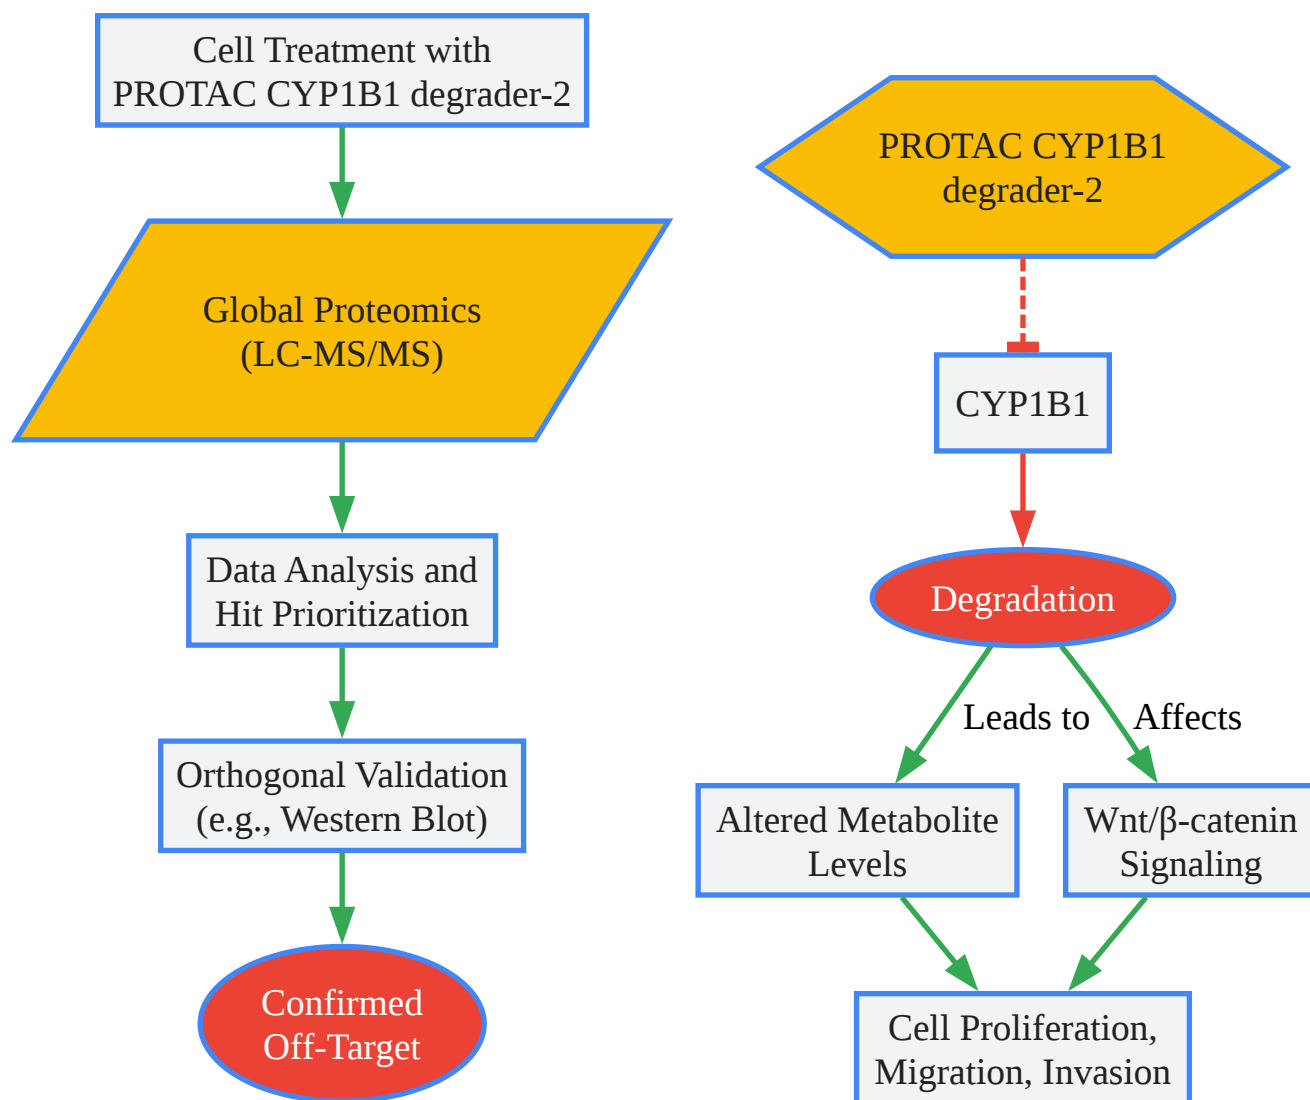 Cell Treatment with
PROTAC CYP1B1 degrader-2
Global Proteomics
(LC-MS/MS)
Data Analysis and
Hit Prioritization
Orthogonal Validation
(e.g., Western Blot)
Confirmed
Off-Target
PROTAC CYP1B1
degrader-2
CYP1B1
Degradation
Leads to
Affects
Altered Metabolite
Levels
Wnt/β-catenin
Signaling
Cell Proliferation,
Migration, Invasion